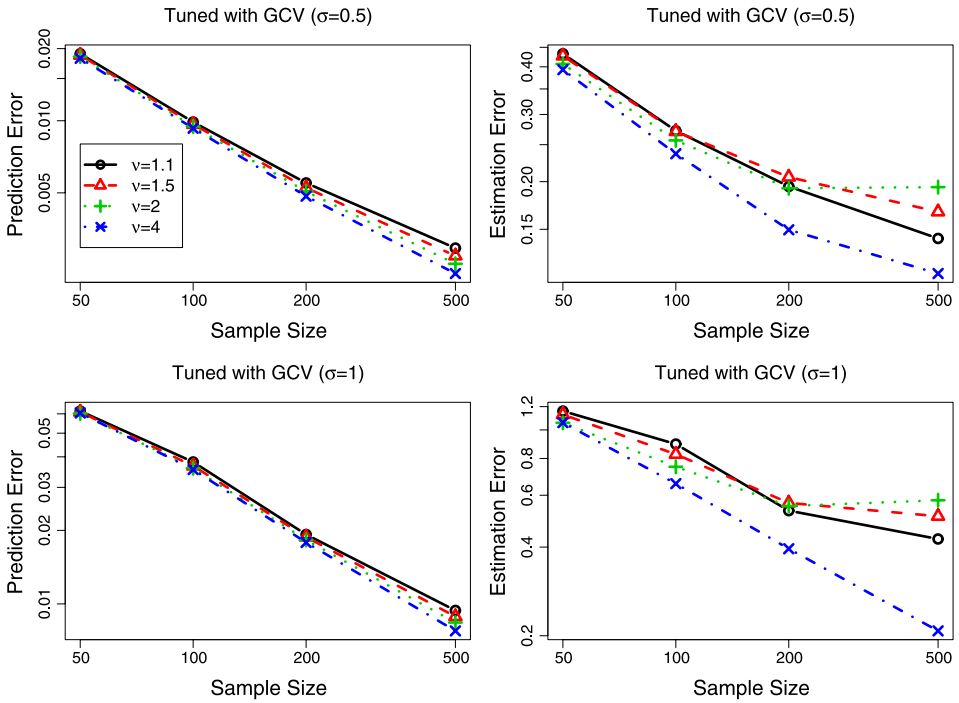 Tuned with GCV (σ=0.5)
Prediction Error
0.020
0.010
0.005
ν=1.1
ν=1.5
ν=2
ν=4
50
100
200
500
Sample Size
Tuned with GCV (σ=0.5)
Estimation Error
0.40
0.30
0.20
0.15
50
100
200
500
Sample Size
Tuned with GCV (σ=1)
Prediction Error
0.05
0.03
0.02
0.01
50
100
200
500
Sample Size
Tuned with GCV (σ=1)
Estimation Error
1.2
0.8
0.6
0.4
0.2
50
100
200
500
Sample Size